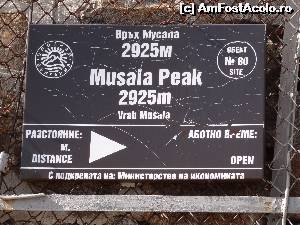 (c) AmFostAcolo.ro
Връх Мусала
2925м
ОБЕКТ
№ 80
SITE
Musala Peak
2925m
Vrah Musala
РАЗСТОЯНИЕ:
М.
DISTANCE
АБОТНО ВРЕМЕ:
OPEN
С подкрепата на: Министерство на икономиката